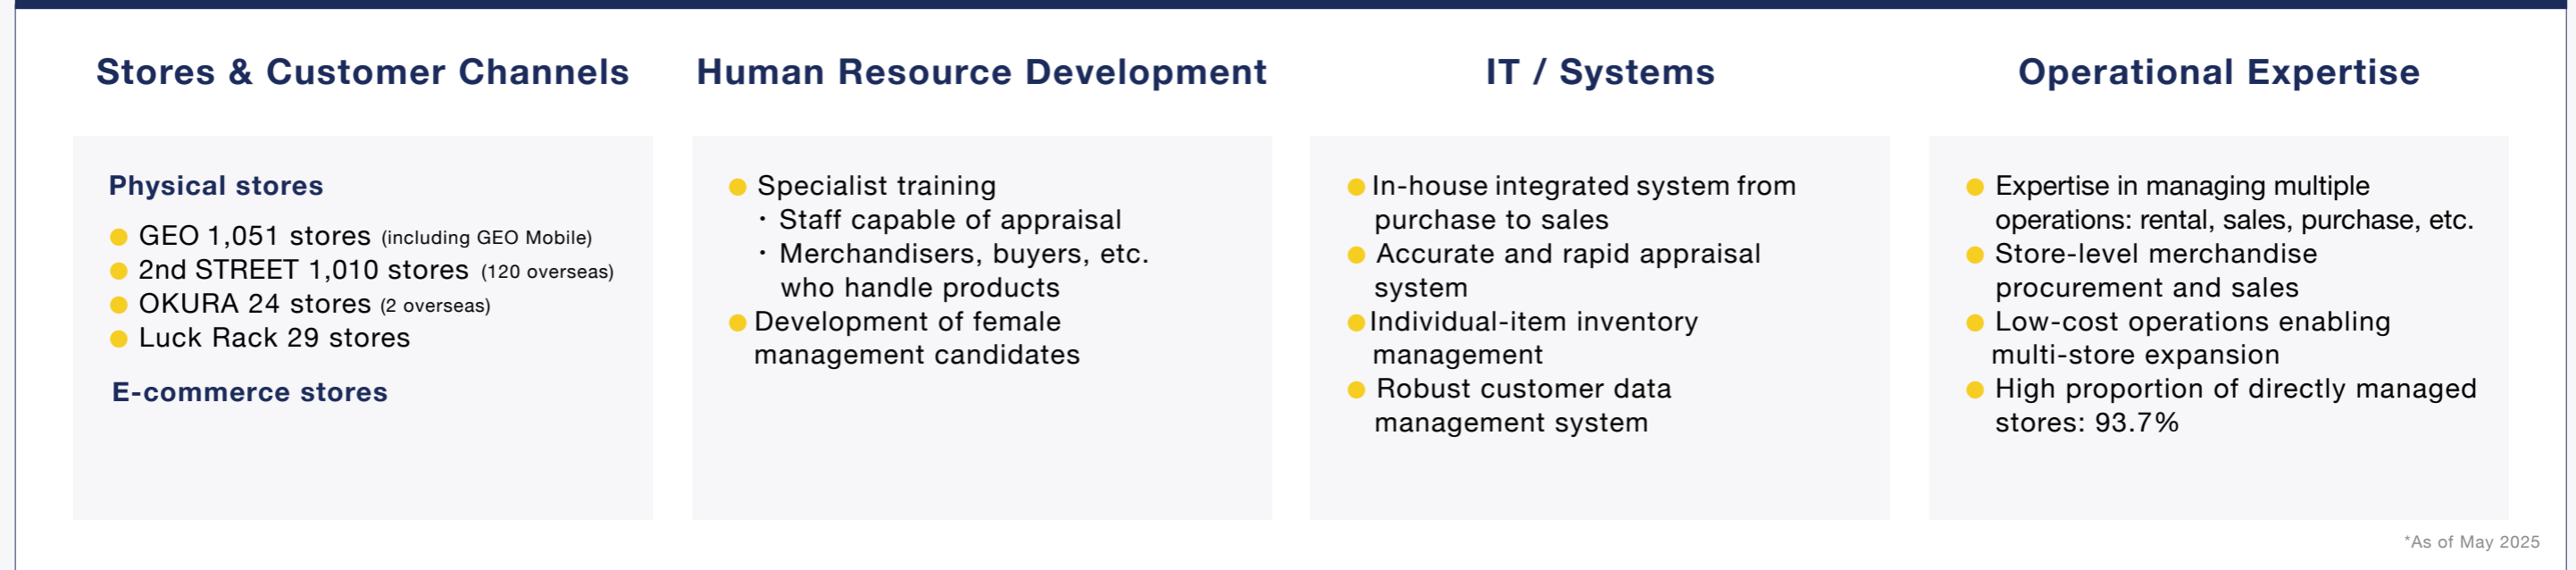 Stores & Customer Channels
Physical stores
● GEO 1,051 stores (including GEO Mobile)
● 2nd STREET 1,010 stores (120 overseas)
● OKURA 24 stores (2 overseas)
● Luck Rack 29 stores
E-commerce stores
Human Resource Development
● Specialist training
・Staff capable of appraisal
・Merchandisers, buyers, etc.
who handle products
● Development of female
management candidates
IT / Systems
● In-house integrated system from
purchase to sales
● Accurate and rapid appraisal
system
● Individual-item inventory
management
● Robust customer data
management system
Operational Expertise
● Expertise in managing multiple
operations: rental, sales, purchase, etc.
● Store-level merchandise
procurement and sales
● Low-cost operations enabling
multi-store expansion
● High proportion of directly managed
stores: 93.7%
*As of May 2025